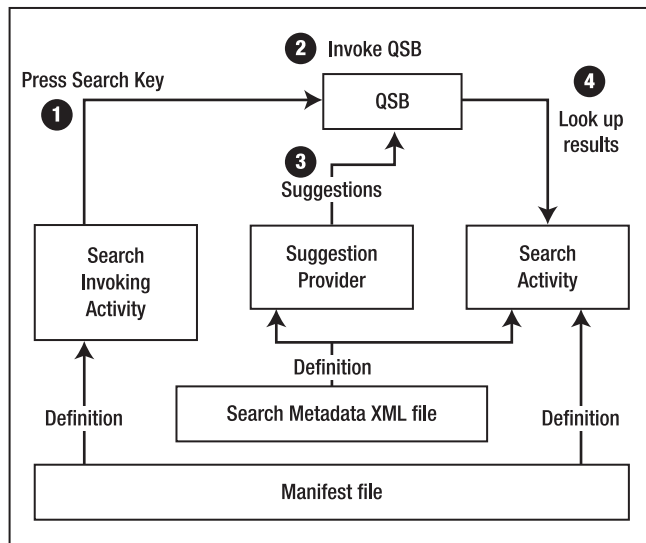 2 Invoke QSB
Press Search Key
1
QSB
4
Look up
results
3
Suggestions
Search
Invoking
Activity
Suggestion
Provider
Search
Activity
Definition
Definition
Definition
Search Metadata XML file
Manifest file